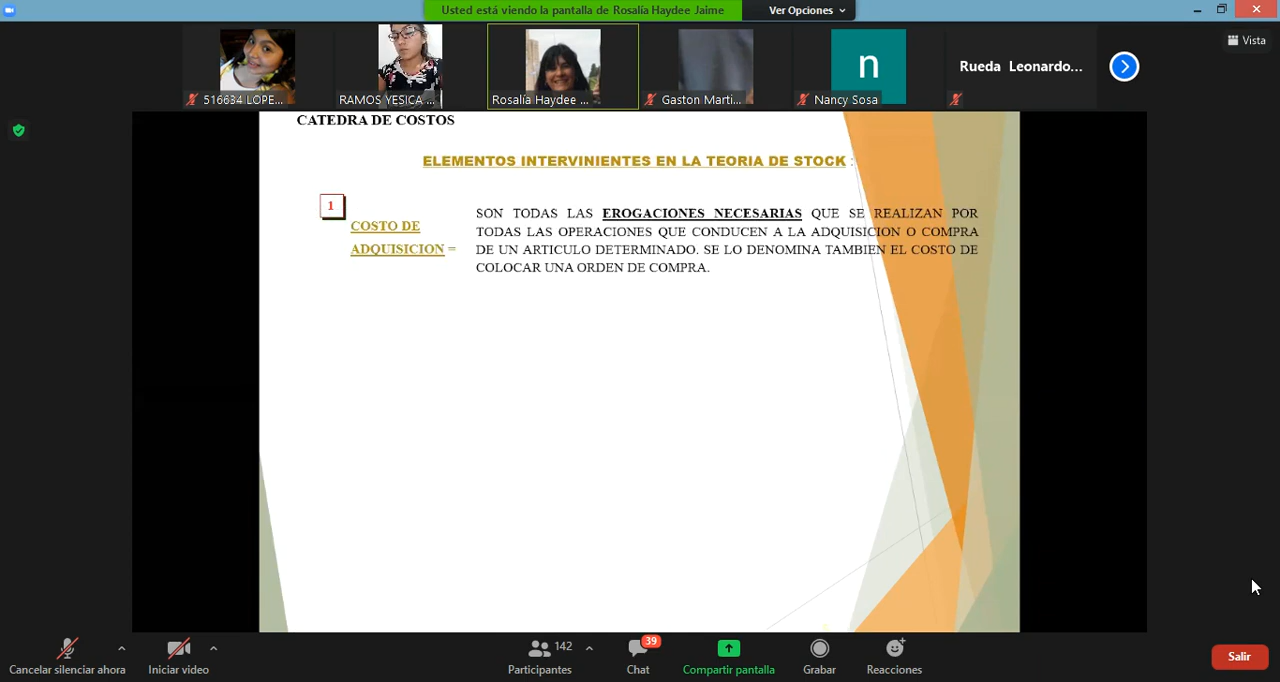 Usted está viendo la pantalla de Rosalía Haydee Jaime
Ver Opciones
Vista
516634 LOPE...
RAMOS YESICA ...
Rosalía Haydee ...
Gaston Marti...
n
Nancy Sosa
Rueda Leonardo...
CATEDRA DE COSTOS
ELEMENTOS INTERVINIENTES EN LA TEORIA DE STOCK :
1
COSTO DE
ADQUISICION =
SON TODAS LAS EROGACIONES NECESARIAS QUE SE REALIZAN POR
TODAS LAS OPERACIONES QUE CONDUCEN A LA ADQUISICION O COMPRA
DE UN ARTICULO DETERMINADO. SE LO DENOMINA TAMBIEN EL COSTO DE
COLOCAR UNA ORDEN DE COMPRA.
Cancelar silenciar ahora
Iniciar video
142
Participantes
39
Chat
Compartir pantalla
Grabar
Reacciones
Salir